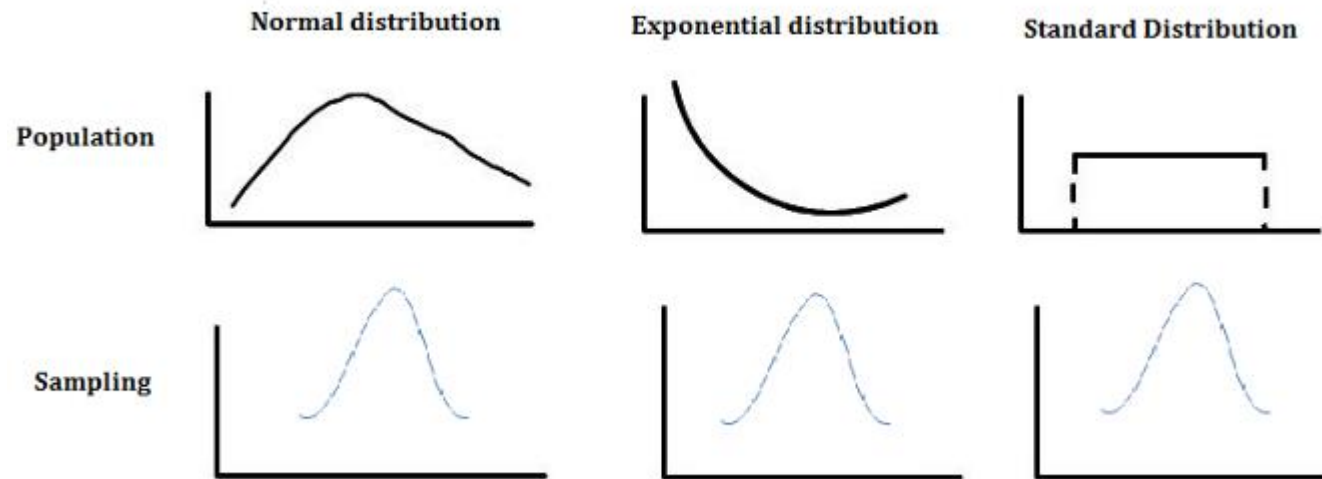 Normal distribution
Exponential distribution
Standard Distribution
Population
Sampling